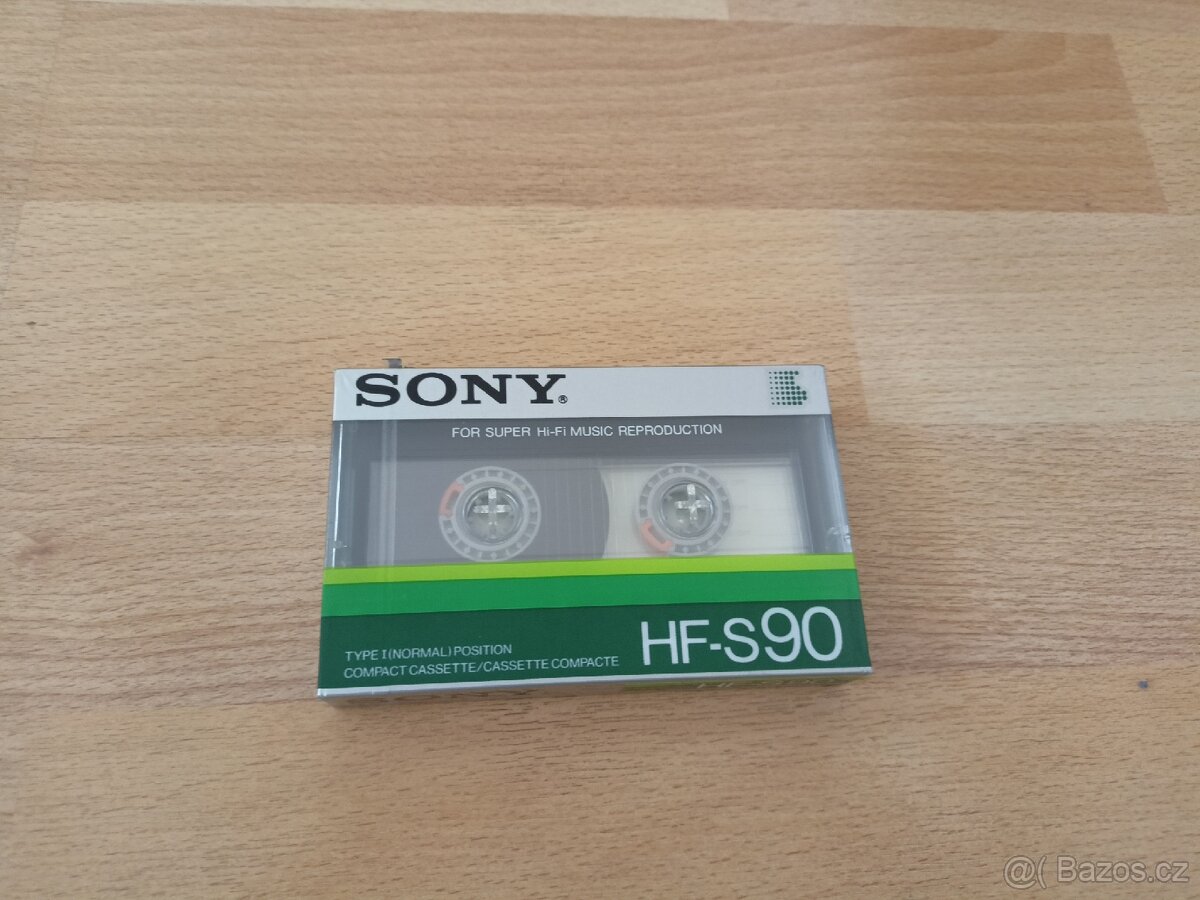 SONY®
FOR SUPER Hi-Fi MUSIC REPRODUCTION
HF-S90
TYPE I (NORMAL) POSITION
COMPACT CASSETTE/CASSETTE COMPACTE
@( Bazos.cz